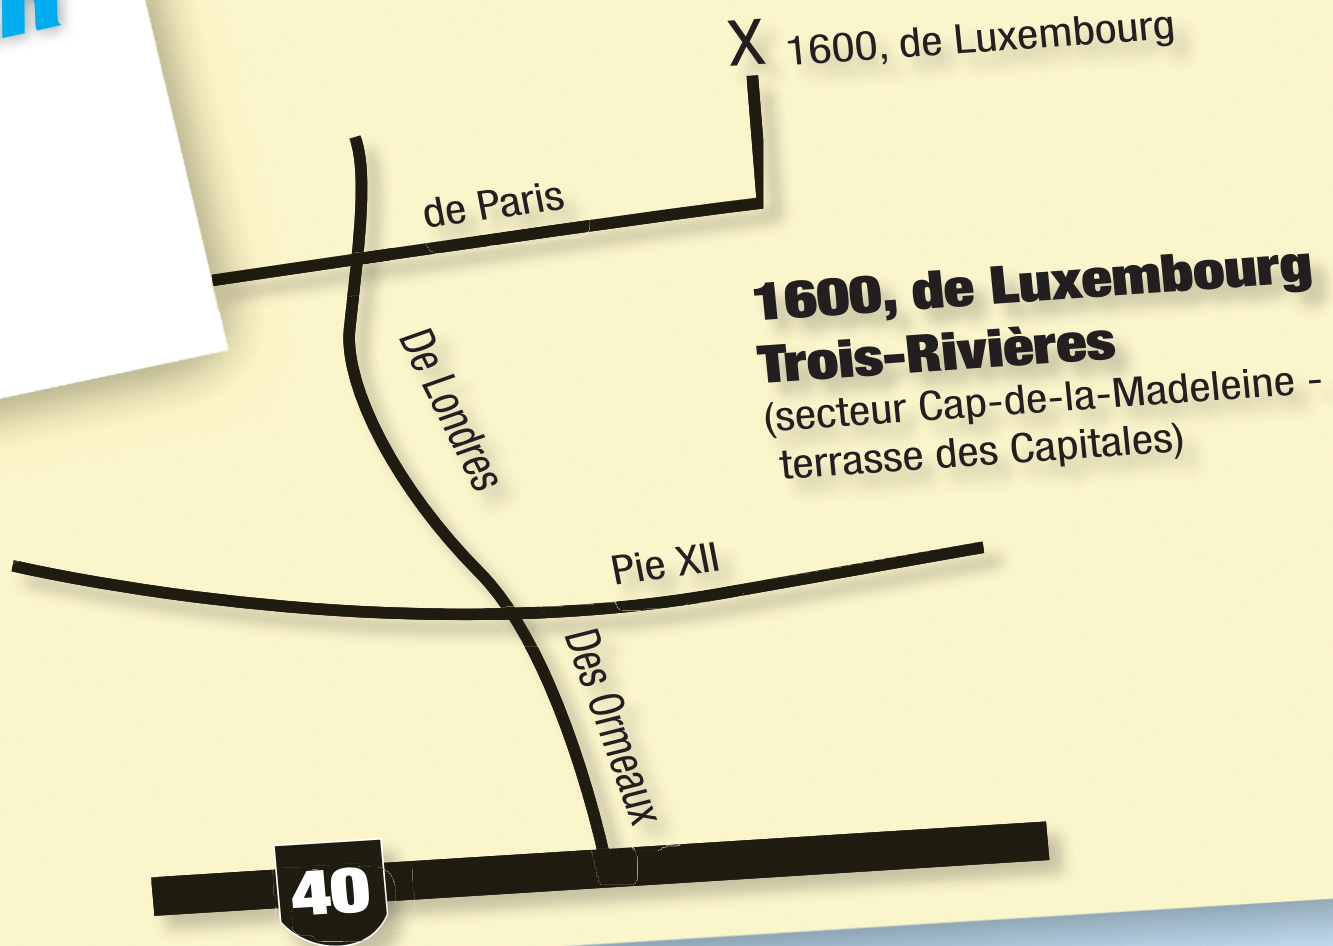 X 1600, de Luxembourg
de Paris
1600, de Luxembourg
Trois-Rivières
(secteur Cap-de-la-Madeleine -
terrasse des Capitales)
De Londres
Pie XII
Des Ormeaux
40